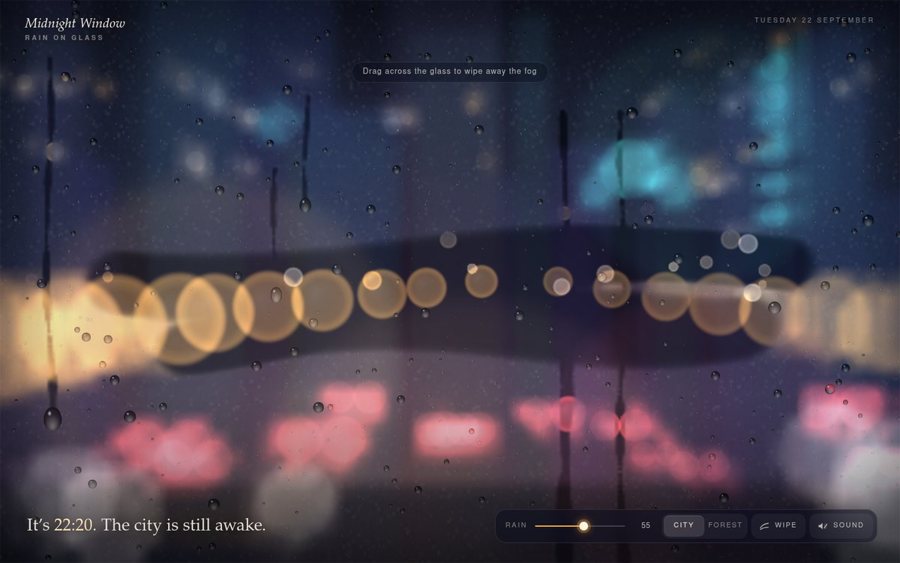 Midnight Window
RAIN ON GLASS
TUESDAY 22 SEPTEMBER
Drag across the glass to wipe away the fog
It's 22:20. The city is still awake.
RAIN 55 CITY FOREST WIPE SOUND